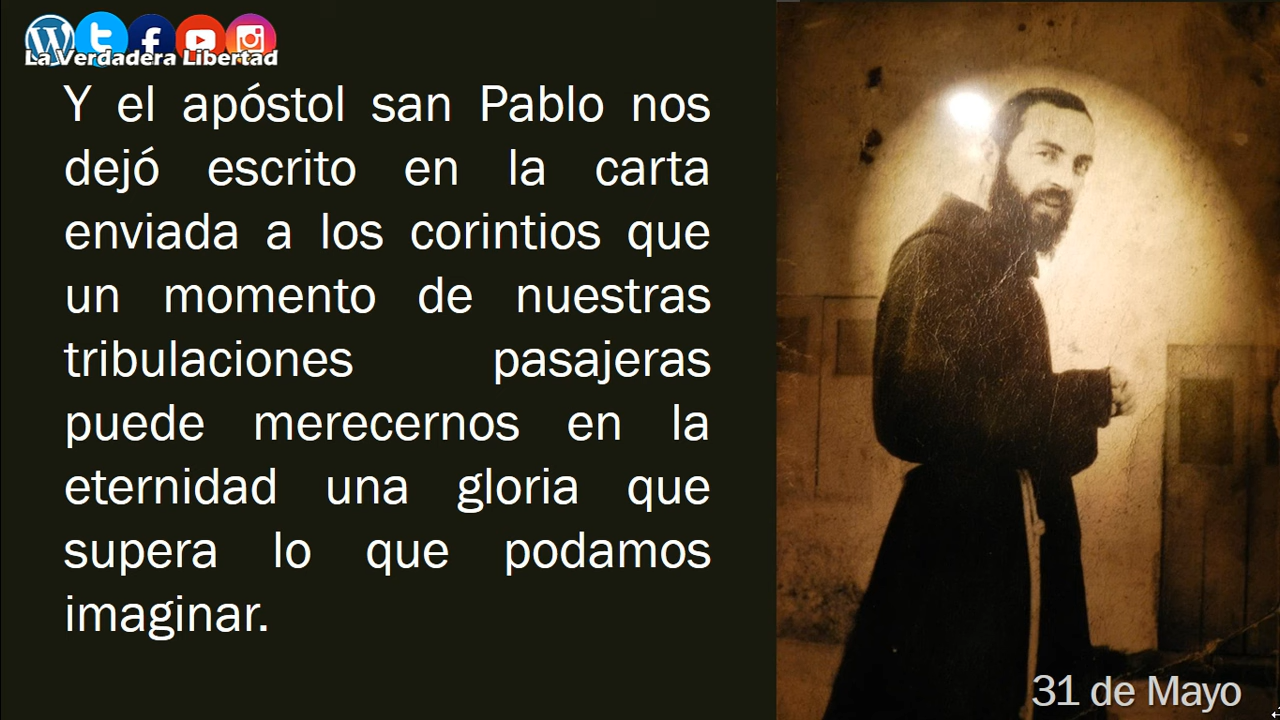 La Verdadera Libertad
Y el apóstol san Pablo nos
dejó escrito en la carta
enviada a los corintios que
un momento de nuestras
tribulaciones pasajeras
puede merecernos en la
eternidad una gloria que
supera lo que podamos
imaginar.
31 de Mayo